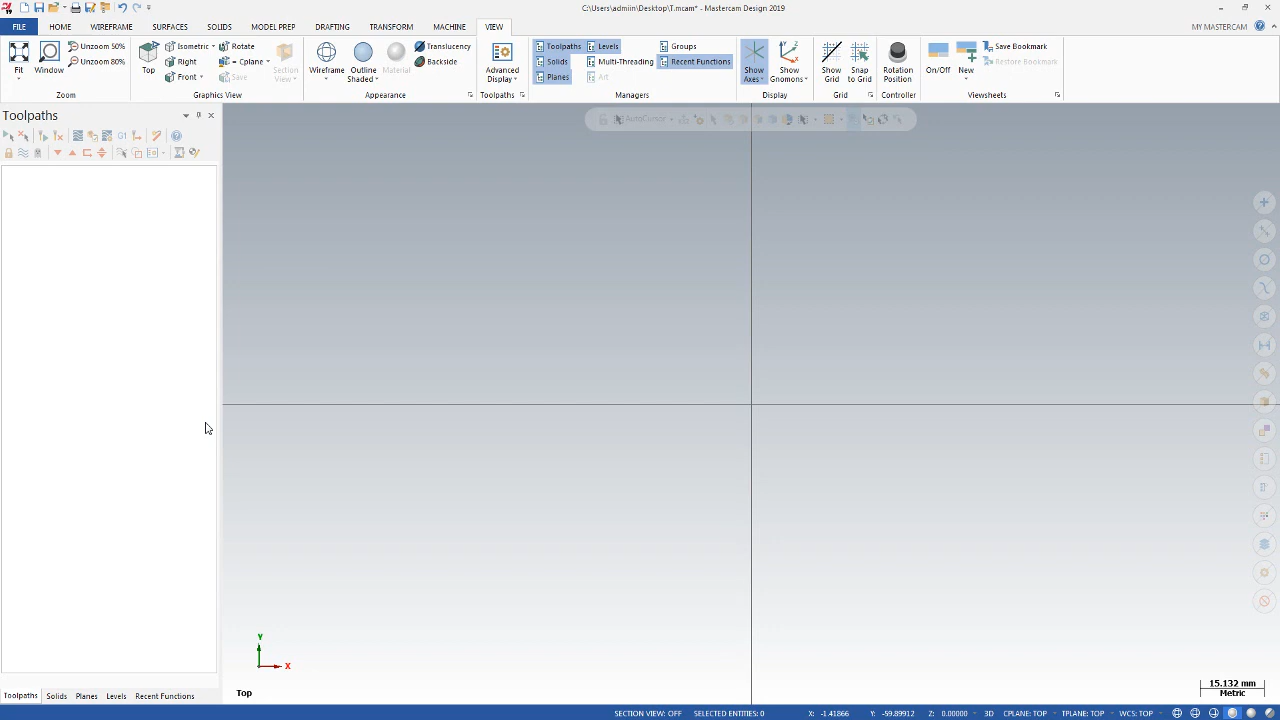 C:\Users\admiin\Desktop\T.mcam* - Mastercam Design 2019
FILE HOME WIREFRAME SURFACES SOLIDS MODEL PREP DRAFTING TRANSFORM MACHINE VIEW MY MASTERCAM
Fit
Window
Unzoom 50%
Unzoom 80%
Zoom
Top
Isometric
Right
Front
Rotate
= Cplane
Save
Section
View
Graphics View
Wireframe
Outline
Shaded
Material
Translucency
Backside
Appearance
Advanced
Display
Toolpaths
Toolpaths
Solids
Planes
Levels
Multi-Threading
Art
Groups
Recent Functions
Managers
Show
Axes
Show
Gnomons
Display
Show
Grid
Snap
to Grid
Grid
Rotation
Position
Controller
On/Off
New
Save Bookmark
Restore Bookmark
Viewsheets
Toolpaths
G1
AutoCursor
Y
X
Top
15.132 mm
Metric
Toolpaths Solids Planes Levels Recent Functions
SECTION VIEW: OFF SELECTED ENTITIES: 0 X: -1.41866 Y: -59.89912 Z: 0.00000 3D CPLANE: TOP TPLANE: TOP WCS: TOP